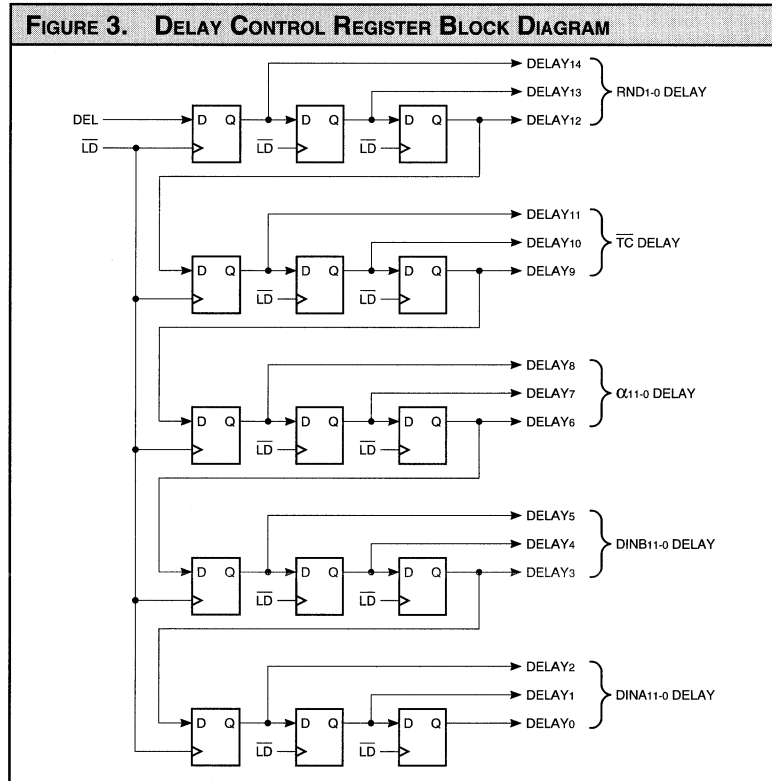 FIGURE 3. DELAY CONTROL REGISTER BLOCK DIAGRAM
DELAY14
DELAY13
RND1-0 DELAY
DEL
D Q D Q D Q
DELAY12
LD
LD LD
DELAY11
DELAY10
TC DELAY
D Q D Q D Q
DELAY9
LD LD
DELAY8
DELAY7
α11-0 DELAY
D Q D Q D Q
DELAY6
LD LD
DELAY5
DELAY4
DINB11-0 DELAY
D Q D Q D Q
DELAY3
LD LD
DELAY2
DELAY1
DINA11-0 DELAY
D Q D Q D Q
DELAY0
LD LD